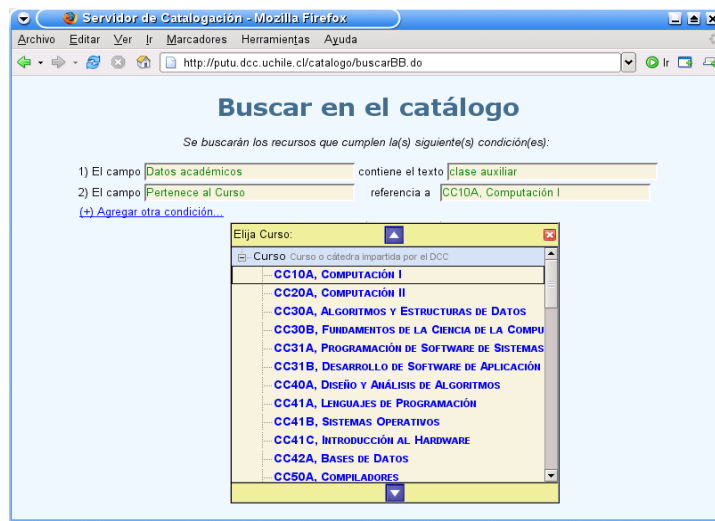 Servidor de Catalogación - Mozilla Firefox
Archivo Editar Ver Ir Marcadores Herramientas Ayuda
http://putu.dcc.uchile.cl/catalogo/buscarBB.do Ir
Buscar en el catálogo
Se buscarán los recursos que cumplen la(s) siguiente(s) condición(es):
1) El campo Datos académicos contiene el texto clase auxiliar
2) El campo Pertenece al Curso referencia a CC10A, Computación I
(+) Agregar otra condición...
Elija Curso:
Curso Curso o cátedra impartida por el DCC
CC10A, Computación I
CC20A, Computación II
CC30A, Algoritmos y Estructuras de Datos
CC30B, Fundamentos de la Ciencia de la Compu
CC31A, Programación de Software de Sistemas
CC31B, Desarrollo de Software de Aplicación
CC40A, Diseño y Análisis de Algoritmos
CC41A, Lenguajes de Programación
CC41B, Sistemas Operativos
CC41C, Introducción al Hardware
CC42A, Bases de Datos
CC50A, Compiladores